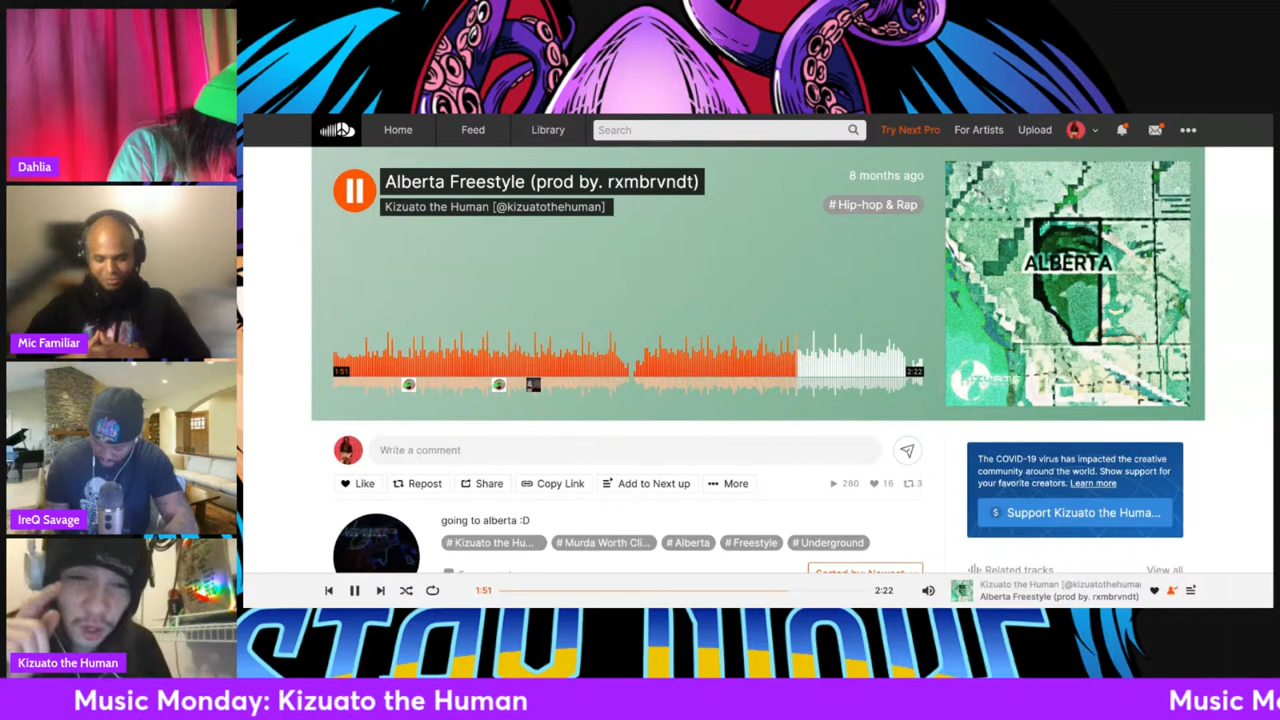 Dahlia
Mic Familiar
IreQ Savage
Kizuato the Human
Home
Feed
Library
Search
Try Next Pro
For Artists
Upload
Alberta Freestyle (prod by. rxmbrvndt)
Kizuato the Human [@kizuatothehuman]
8 months ago
# Hip-hop & Rap
ALBERTA
1:51
2:22
Write a comment
Like
Repost
Share
Copy Link
Add to Next up
More
280
16
3
The COVID-19 virus has impacted the creative
community around the world. Show support for
your favorite creators. Learn more
Support Kizuato the Huma...
going to alberta :D
# Kizuato the Hu...
# Murda Worth Cli...
# Alberta
# Freestyle
# Underground
Related tracks
View all
1:51
2:22
Kizuato the Human [@kizuatothehuman
Alberta Freestyle (prod by. rxmbrvndt)
Music Monday: Kizuato the Human
Music Mo